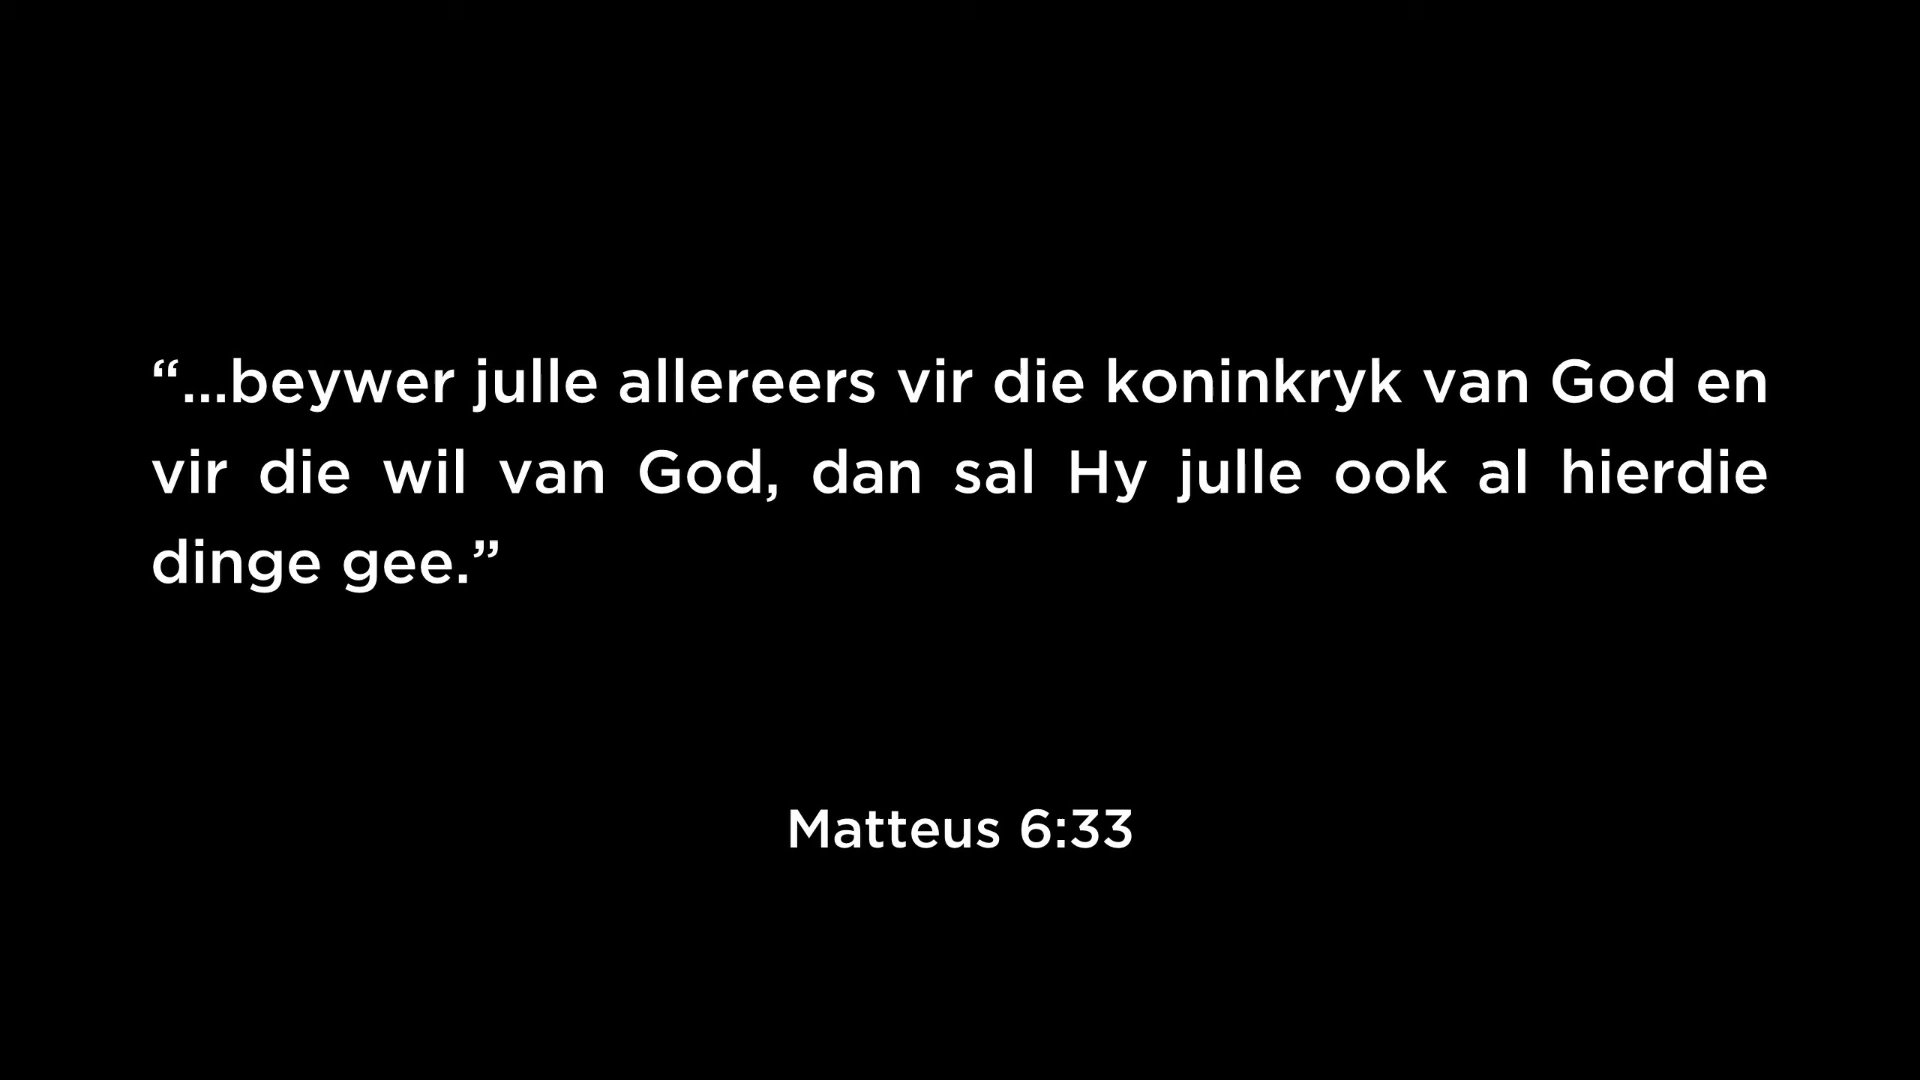 “...beywer julle allereers vir die koninkryk van God en
vir die wil van God, dan sal Hy julle ook al hierdie
dinge gee.”
Matteus 6:33